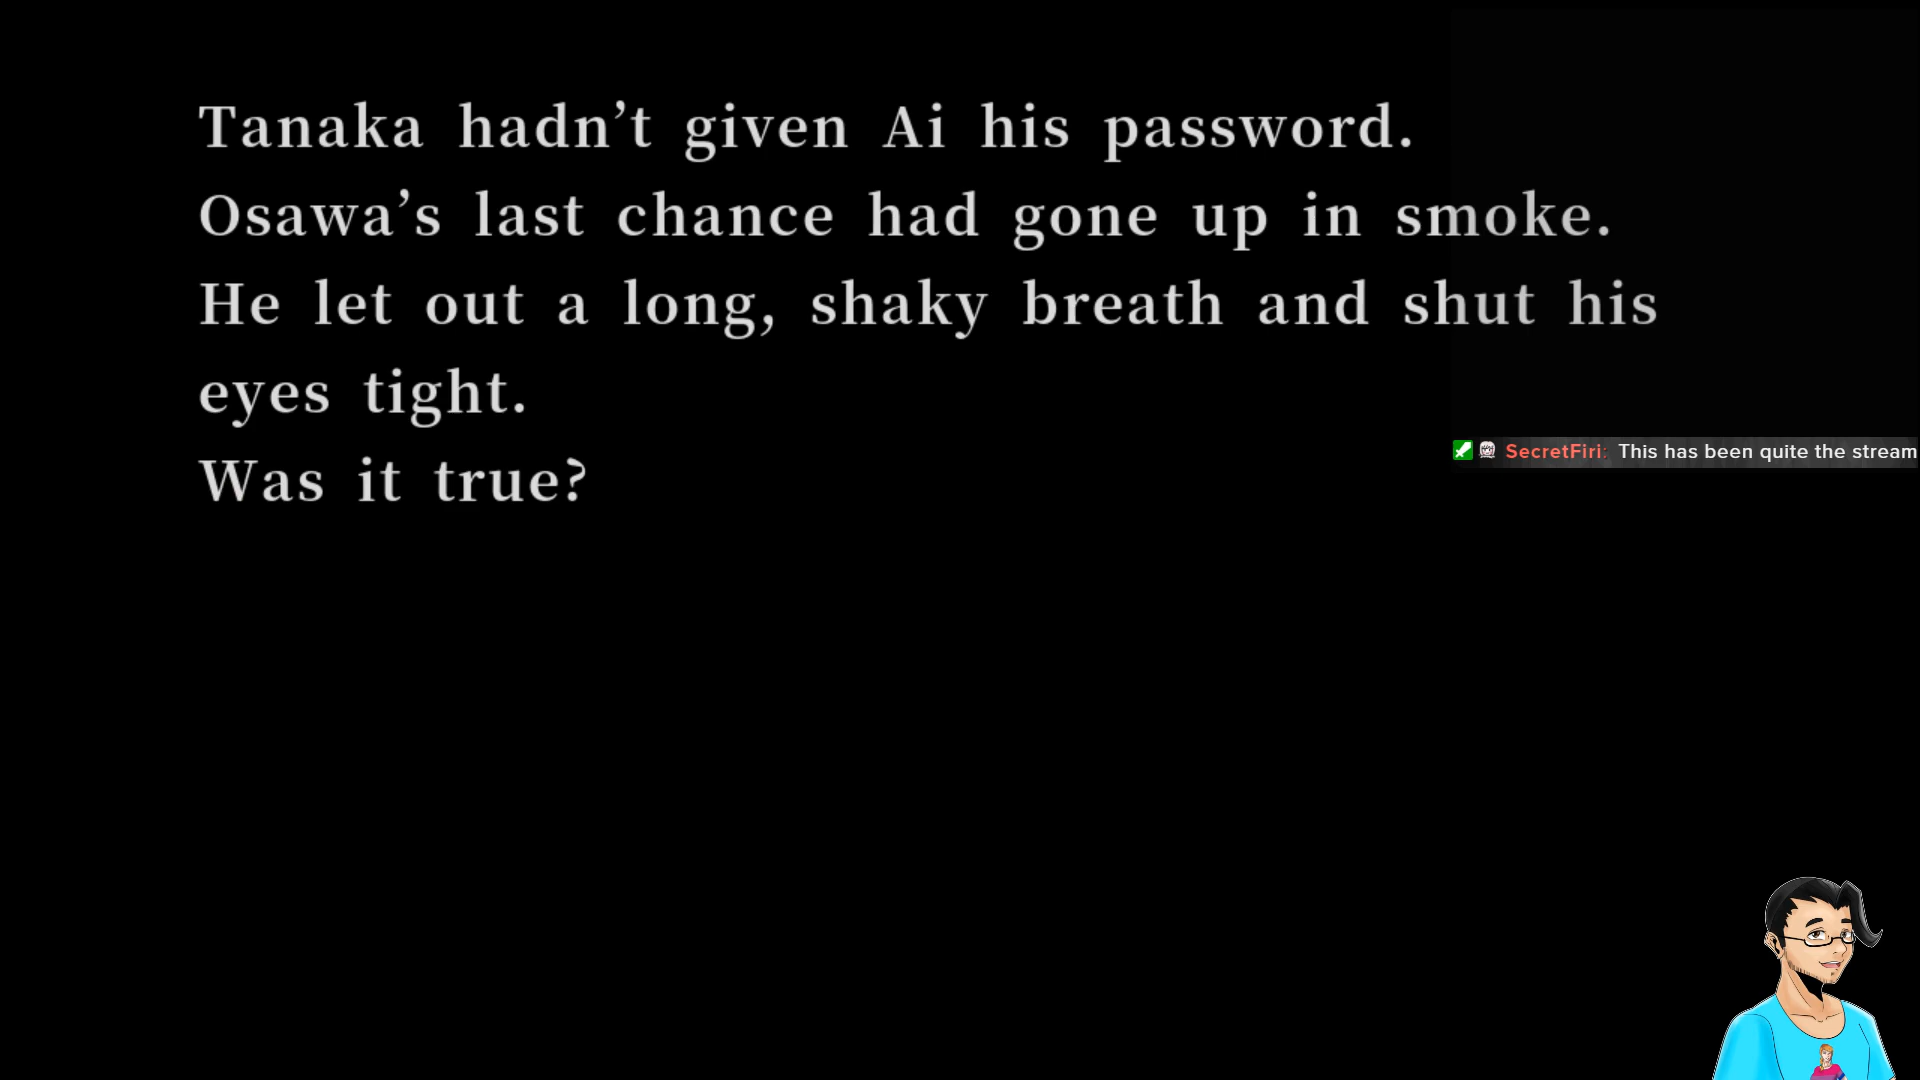 Tanaka hadn’t given Ai his password.
Osawa’s last chance had gone up in smoke.
He let out a long, shaky breath and shut his
eyes tight.
Was it true?
SecretFiri: This has been quite the stream